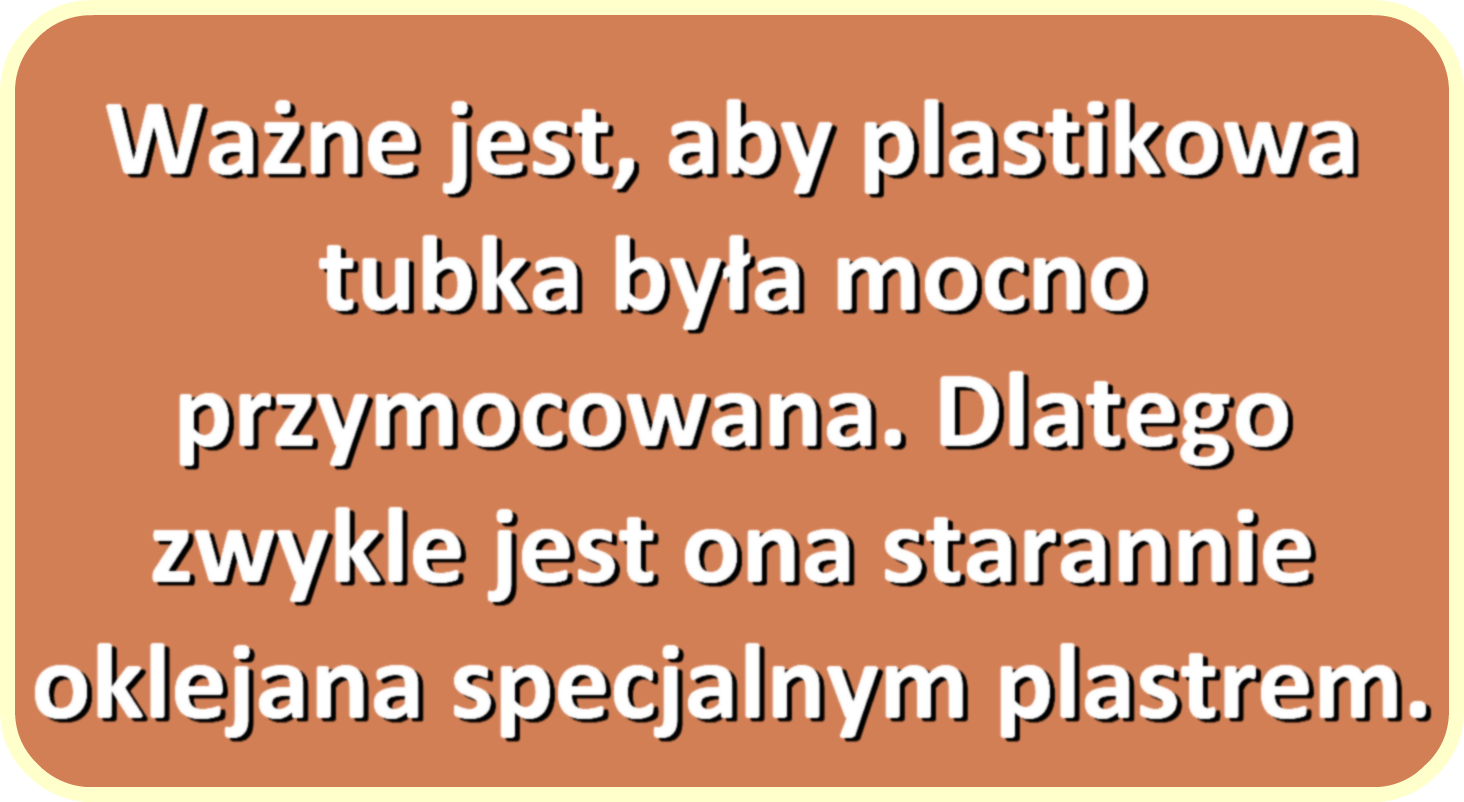 Ważne jest, aby plastikowa
tubka była mocno
przymocowana. Dlatego
zwykle jest ona starannie
oklejana specjalnym plastrem.